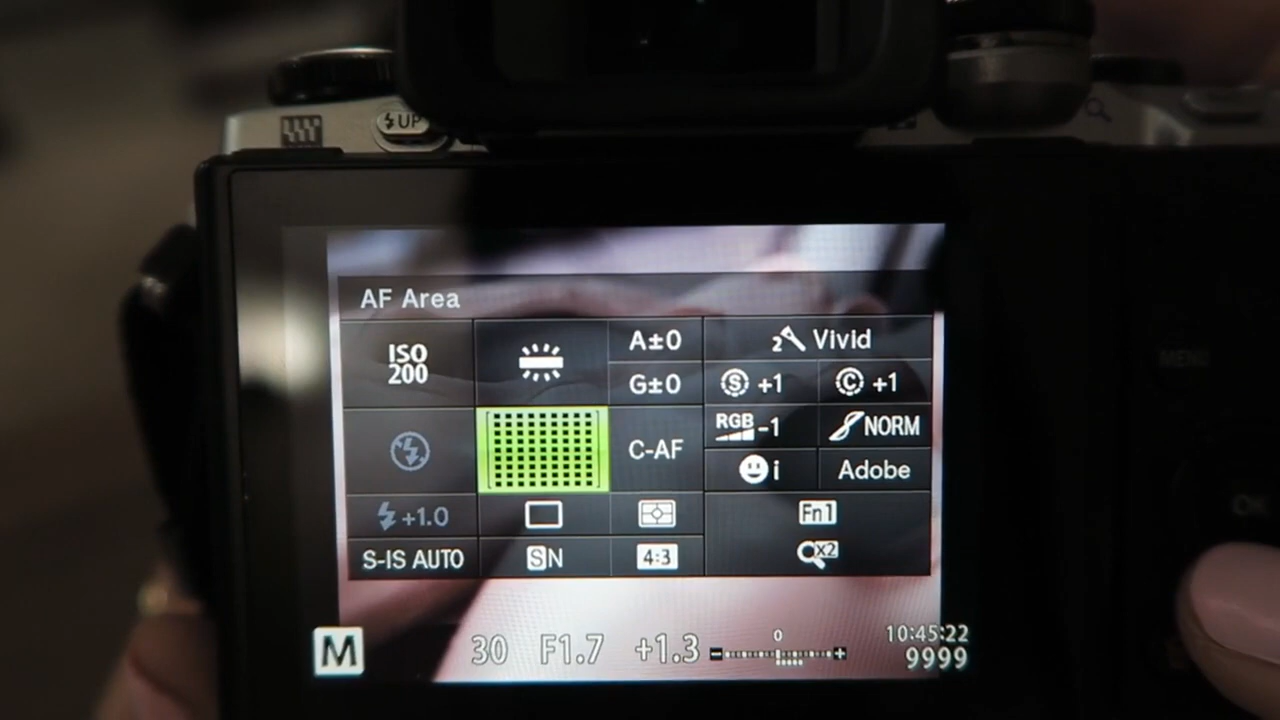 UP
AF Area
ISO 200
A±0
2 Vivid
G±0
S +1
C +1
RGB -1
NORM
C-AF
i
Adobe
+1.0
Fn1
S-IS AUTO
SN
4:3
x2
M
30 F1.7 +1.3
0
10:45:22
9999
MENU
OK